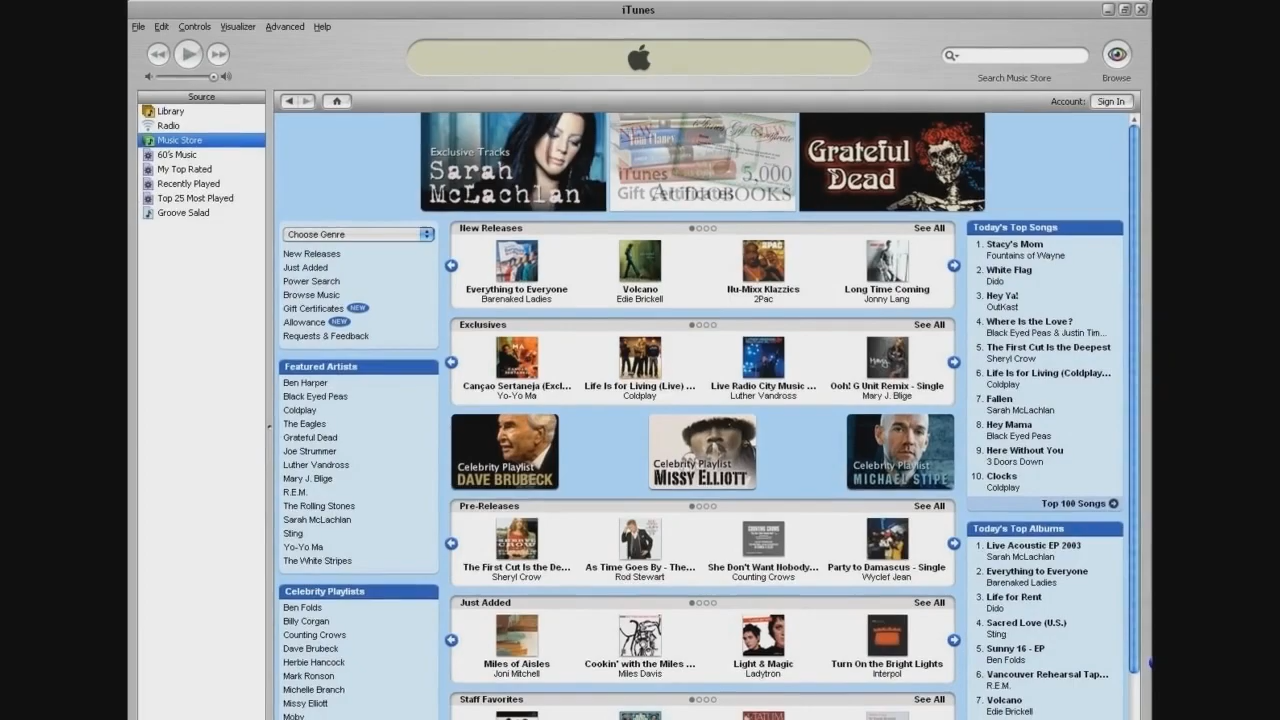 iTunes
File Edit Controls Visualizer Advanced Help
Search Music Store
Browse
Source
Library
Radio
Music Store
60's Music
My Top Rated
Recently Played
Top 25 Most Played
Groove Salad
Account: Sign In
Exclusive Tracks
Sarah
McLachlan
iTunes
5,000
Gift Certificates
AUDIOBOOKS
Grateful
Dead
Choose Genre
New Releases
Just Added
Power Search
Browse Music
Gift Certificates NEW
Allowance NEW
Requests & Feedback
Featured Artists
Ben Harper
Black Eyed Peas
Coldplay
The Eagles
Grateful Dead
Joe Strummer
Luther Vandross
Mary J. Blige
R.E.M.
The Rolling Stones
Sarah McLachlan
Sting
Yo-Yo Ma
The White Stripes
Celebrity Playlists
Ben Folds
Billy Corgan
Counting Crows
Dave Brubeck
Herbie Hancock
Mark Ronson
Michelle Branch
Missy Elliott
Moby
New Releases See All
Everything to Everyone
Barenaked Ladies
Volcano
Edie Brickell
Nu-Mixx Klazzics
2Pac
Long Time Coming
Jonny Lang
Exclusives See All
Cançao Sertaneja (Excl...
Yo-Yo Ma
Life Is for Living (Live) ...
Coldplay
Live Radio City Music ...
Luther Vandross
Ooh! G Unit Remix - Single
Mary J. Blige
Celebrity Playlist
DAVE BRUBECK
Celebrity Playlist
MISSY ELLIOTT
Celebrity Playlist
MICHAEL STIPE
Pre-Releases See All
The First Cut Is the De...
Sheryl Crow
As Time Goes By - The...
Rod Stewart
She Don't Want Nobody...
Counting Crows
Party to Damascus - Single
Wyclef Jean
Just Added See All
Miles of Aisles
Joni Mitchell
Cookin' with the Miles ...
Miles Davis
Light & Magic
Ladytron
Turn On the Bright Lights
Interpol
Staff Favorites See All
Today's Top Songs
1. Stacy's Mom
Fountains of Wayne
2. White Flag
Dido
3. Hey Ya!
OutKast
4. Where Is the Love?
Black Eyed Peas & Justin Tim...
5. The First Cut Is the Deepest
Sheryl Crow
6. Life Is for Living (Coldplay...
Coldplay
7. Fallen
Sarah McLachlan
8. Hey Mama
Black Eyed Peas
9. Here Without You
3 Doors Down
10. Clocks
Coldplay
Top 100 Songs
Today's Top Albums
1. Live Acoustic EP 2003
Sarah McLachlan
2. Everything to Everyone
Barenaked Ladies
3. Life for Rent
Dido
4. Sacred Love (U.S.)
Sting
5. Sunny 16 - EP
Ben Folds
6. Vancouver Rehearsal Tap...
R.E.M.
7. Volcano
Edie Brickell